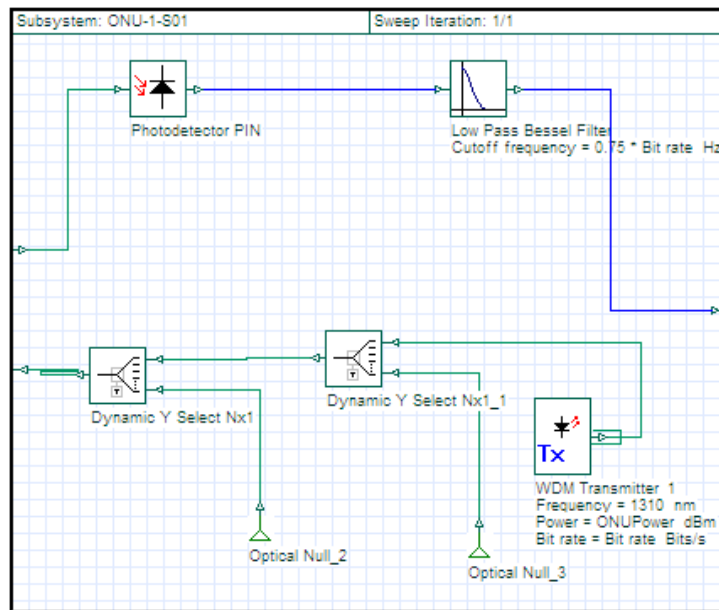 Subsystem: ONU-1-S01
Sweep Iteration: 1/1
Photodetector PIN
Low Pass Bessel Filter
Cutoff frequency = 0.75 * Bit rate Hz
Dynamic Y Select Nx1
Dynamic Y Select Nx1_1
Tx
WDM Transmitter 1
Frequency = 1310 nm
Power = ONUPower dBm
Bit rate = Bit rate Bits/s
Optical Null_2
Optical Null_3